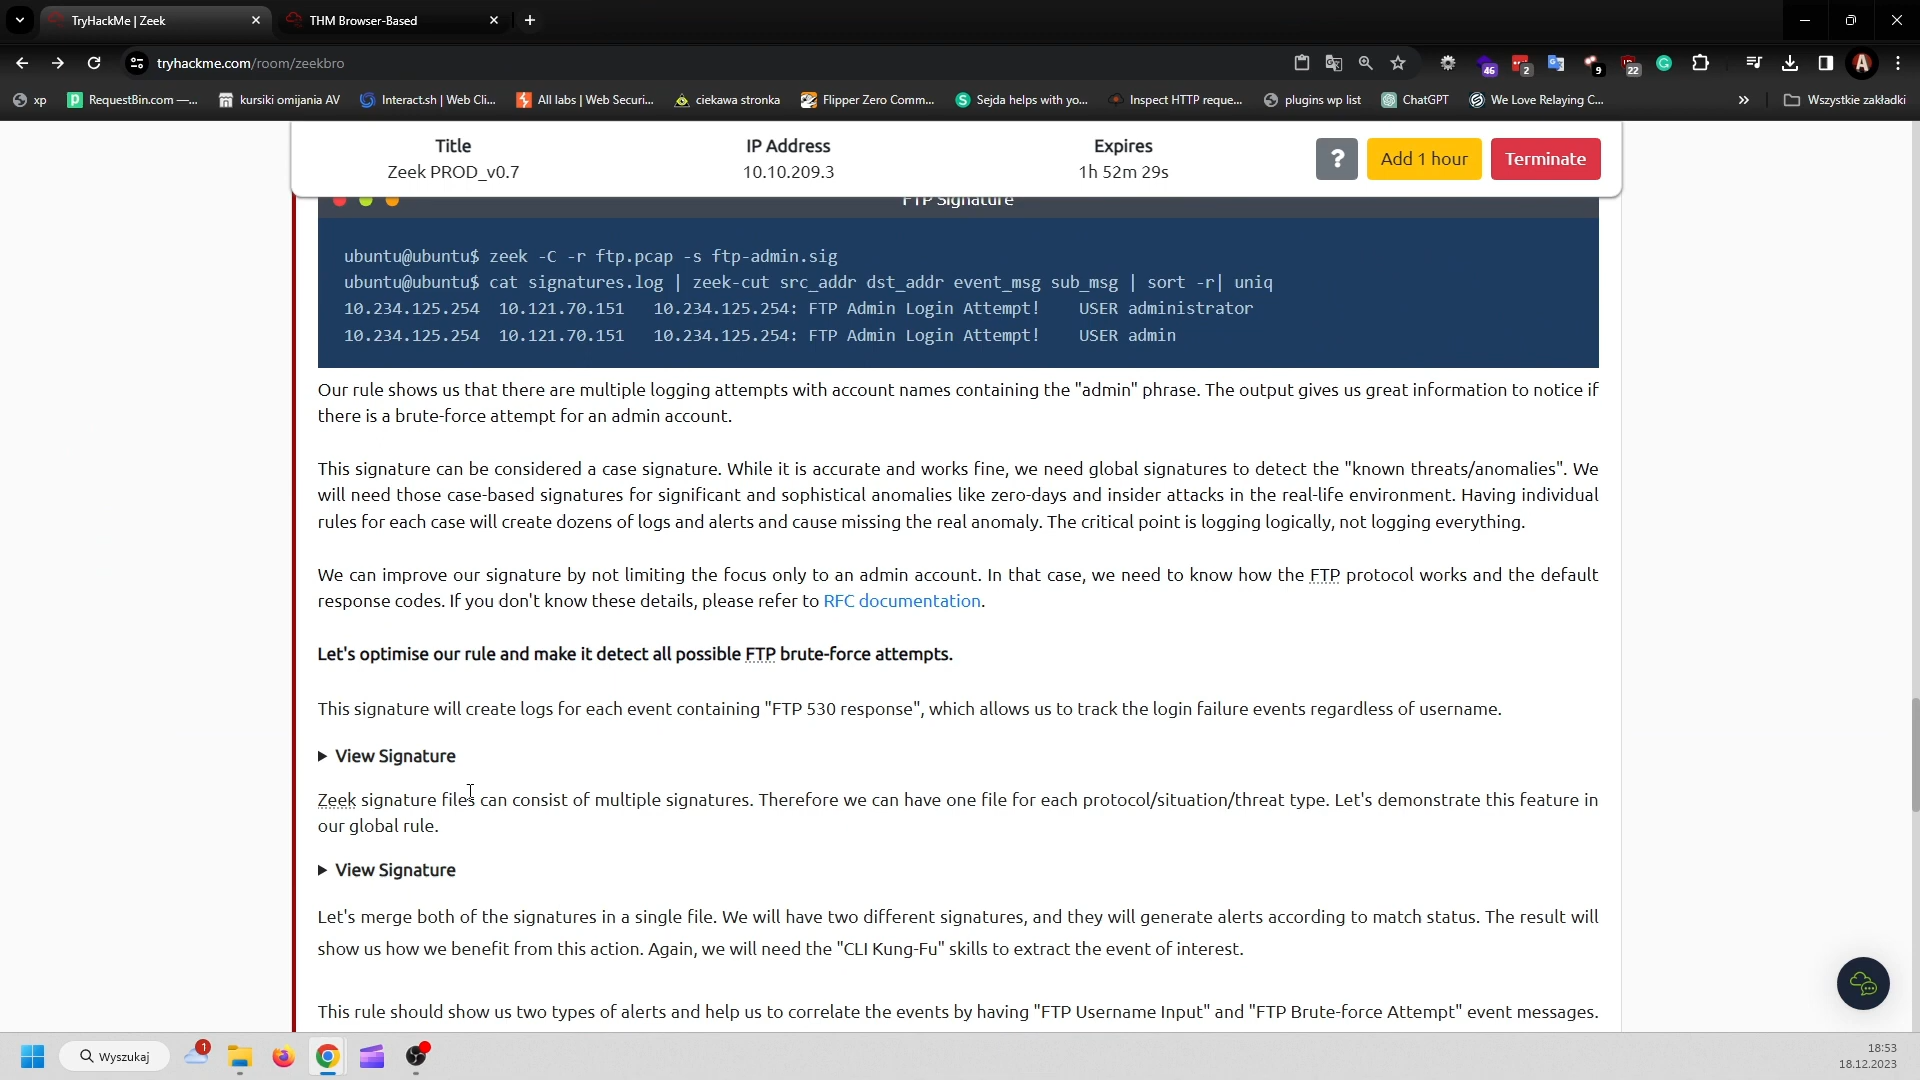 TryHackMe | Zeek
THM Browser-Based
tryhackme.com/room/zeekbro
46
2
9
22
A
xp
RequestBin.com —...
kursiki omijania AV
Interact.sh | Web Cli...
All labs | Web Securi...
ciekawa stronka
Flipper Zero Comm...
Sejda helps with yo...
Inspect HTTP reque...
plugins wp list
ChatGPT
We Love Relaying C...
»
Wszystkie zakładki
Title
IP Address
Expires
Zeek PROD_v0.7
10.10.209.3
1h 52m 29s
?
Add 1 hour
Terminate
FTP Signature
ubuntu@ubuntu$ zeek -C -r ftp.pcap -s ftp-admin.sig
ubuntu@ubuntu$ cat signatures.log | zeek-cut src_addr dst_addr event_msg sub_msg | sort -r| uniq
10.234.125.254 10.121.70.151 10.234.125.254: FTP Admin Login Attempt! USER administrator
10.234.125.254 10.121.70.151 10.234.125.254: FTP Admin Login Attempt! USER admin
Our rule shows us that there are multiple logging attempts with account names containing the "admin" phrase. The output gives us great information to notice if
there is a brute-force attempt for an admin account.
This signature can be considered a case signature. While it is accurate and works fine, we need global signatures to detect the "known threats/anomalies". We
will need those case-based signatures for significant and sophistical anomalies like zero-days and insider attacks in the real-life environment. Having individual
rules for each case will create dozens of logs and alerts and cause missing the real anomaly. The critical point is logging logically, not logging everything.
We can improve our signature by not limiting the focus only to an admin account. In that case, we need to know how the FTP protocol works and the default
response codes. If you don't know these details, please refer to RFC documentation.
Let's optimise our rule and make it detect all possible FTP brute-force attempts.
This signature will create logs for each event containing "FTP 530 response", which allows us to track the login failure events regardless of username.
View Signature
Zeek signature files can consist of multiple signatures. Therefore we can have one file for each protocol/situation/threat type. Let's demonstrate this feature in
our global rule.
View Signature
Let's merge both of the signatures in a single file. We will have two different signatures, and they will generate alerts according to match status. The result will
show us how we benefit from this action. Again, we will need the "CLI Kung-Fu" skills to extract the event of interest.
This rule should show us two types of alerts and help us to correlate the events by having "FTP Username Input" and "FTP Brute-force Attempt" event messages.
Wyszukaj
1
18:53
18.12.2023